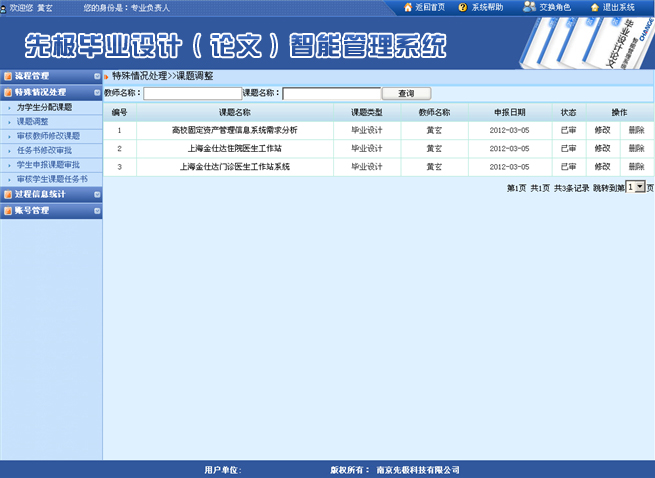 欢迎您 黄玄 您的身份是：专业负责人 返回首页 系统帮助 交换角色 退出系统
先极毕业设计（论文）智能管理系统
毕业设计论文
CHANGE
流程管理
特殊情况处理
为学生分配课题
课题调整
审核教师修改课题
任务书修改审批
学生申报课题审批
审核学生课题任务书
过程信息统计
账号管理
特殊情况处理>>课题调整
教师名称： 课题名称： 查询
编号 课题名称 课题类型 教师名称 申报日期 状态 操作
1 高校固定资产管理信息系统需求分析 毕业设计 黄玄 2012-03-05 已审 修改 删除
2 上海金仕达住院医生工作站 毕业设计 黄玄 2012-03-05 已审 修改 删除
3 上海金仕达门诊医生工作站系统 毕业设计 黄玄 2012-03-05 已审 修改 删除
第1页 共1页 共3条记录 跳转到第 1 页
用户单位： 版权所有： 南京先极科技有限公司